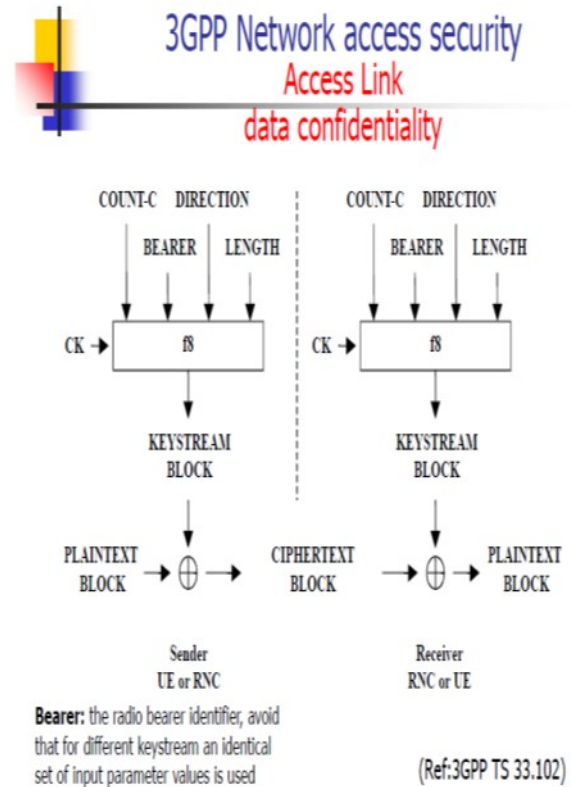 3GPP Network access security
Access Link
data confidentiality
COUNT-C DIRECTION
BEARER LENGTH
CK
f8
KEYSTREAM
BLOCK
PLAINTEXT
BLOCK
Sender
UE or RNC
COUNT-C DIRECTION
BEARER LENGTH
CK
f8
KEYSTREAM
BLOCK
CIPHERTEXT
BLOCK
PLAINTEXT
BLOCK
Receiver
RNC or UE
Bearer: the radio bearer identifier, avoid
that for different keystream an identical
set of input parameter values is used
(Ref:3GPP TS 33.102)